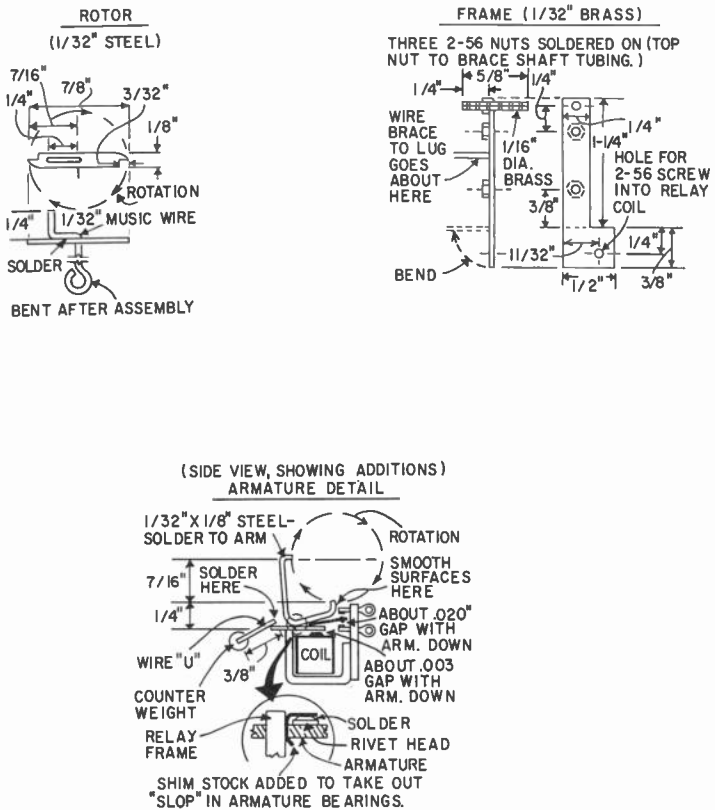 ROTOR
(1/32" STEEL)
7/16"
7/8"
1/4"
3/32"
1/8"
ROTATION
1/4"
1/32" MUSIC WIRE
SOLDER
BENT AFTER ASSEMBLY
FRAME (1/32" BRASS)
THREE 2-56 NUTS SOLDERED ON (TOP
NUT TO BRACE SHAFT TUBING.)
5/8"
1/4"
1/4"
WIRE
BRACE
TO LUG
GOES
ABOUT
HERE
1/16"
DIA.
BRASS
1-1/4"
1/4"
HOLE FOR
2-56 SCREW
INTO RELAY
COIL
3/8"
11/32"
1/4"
BEND
1/2"
3/8"
(SIDE VIEW, SHOWING ADDITIONS)
ARMATURE DETAIL
1/32" X 1/8" STEEL-
SOLDER TO ARM
ROTATION
7/16"
SOLDER
HERE
SMOOTH
SURFACES
HERE
1/4"
ABOUT .020"
GAP WITH
ARM. DOWN
WIRE "U"
3/8"
COIL
ABOUT .003
GAP WITH
ARM. DOWN
COUNTER
WEIGHT
RELAY
FRAME
SOLDER
RIVET HEAD
ARMATURE
SHIM STOCK ADDED TO TAKE OUT
"SLOP" IN ARMATURE BEARINGS.